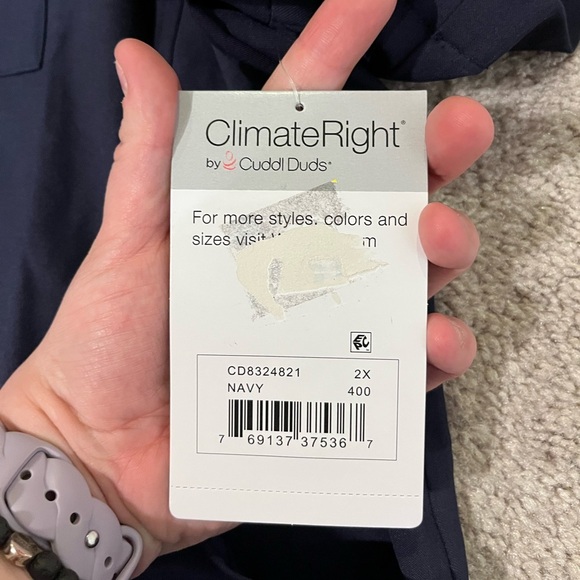 ClimateRight®
by Cuddl Duds®
For more styles, colors and
sizes visit
CD8324821 2X
NAVY 400
7 69137 37536 7